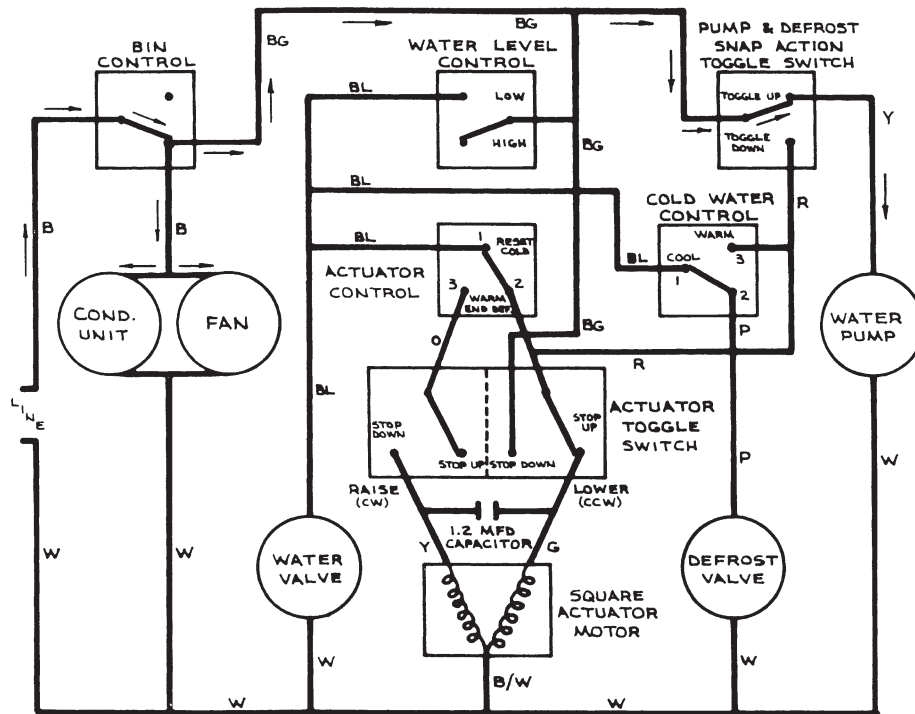 BG
BG
BIN
CONTROL
WATER LEVEL
CONTROL
PUMP & DEFROST
SNAP ACTION
TOGGLE SWITCH
BL
LOW
HIGH
BG
TOGGLE UP
TOGGLE
DOWN
Y
B
B
BL
R
COLD WATER
CONTROL
BL
1
RESET
COLD
ACTUATOR
CONTROL
3
2
WARM
END DEF.
WARM
3
COOL
BL
1
2
COND.
UNIT
FAN
O
BG
P
R
WATER
PUMP
LINE
BL
STOP
DOWN
STOP UP
STOP DOWN
STOP
UP
ACTUATOR
TOGGLE
SWITCH
P
W
RAISE
(CW)
LOWER
(CCW)
1.2 MFD
CAPACITOR
Y
G
W
W
WATER
VALVE
DEFROST
VALVE
SQUARE
ACTUATOR
MOTOR
W
B/W
W
W
W